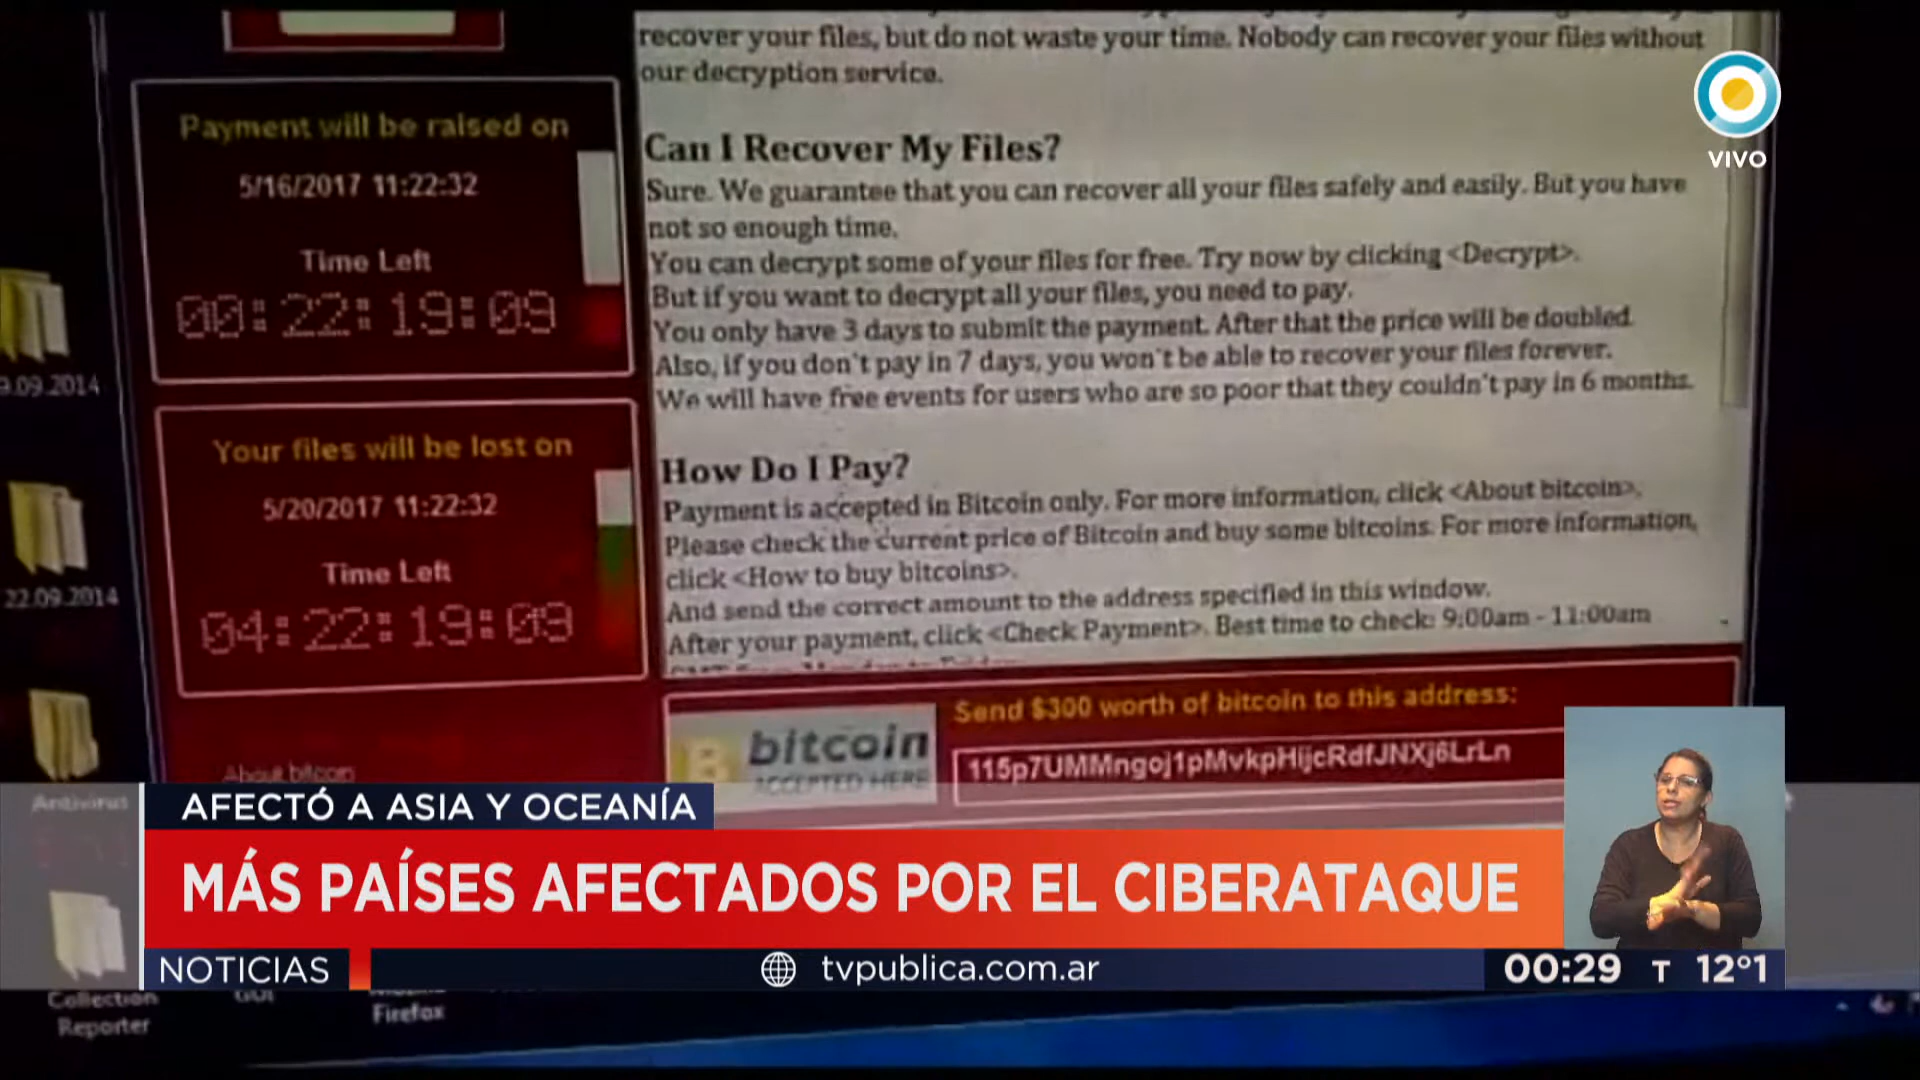 recover your files, but do not waste your time. Nobody can recover your files without
our decryption service.
VIVO
Payment will be raised on
5/16/2017 11:22:32
Time Left
00:22:19:09
Can I Recover My Files?
Sure. We guarantee that you can recover all your files safely and easily. But you have
not so enough time.
You can decrypt some of your files for free. Try now by clicking <Decrypt>.
But if you want to decrypt all your files, you need to pay.
You only have 3 days to submit the payment. After that the price will be doubled.
Also, if you don't pay in 7 days, you won't be able to recover your files forever.
We will have free events for users who are so poor that they couldn't pay in 6 months.
9.09.2014
Your files will be lost on
5/20/2017 11:22:32
Time Left
04:22:19:09
22.09.2014
How Do I Pay?
Payment is accepted in Bitcoin only. For more information, click <About bitcoin>.
Please check the current price of Bitcoin and buy some bitcoins. For more information,
click <How to buy bitcoins>.
And send the correct amount to the address specified in this window.
After your payment, click <Check Payment>. Best time to check: 9:00am - 11:00am
About bitcoin
bitcoin
ACCEPTED HERE
Send $300 worth of bitcoin to this address:
115p7UMMngoj1pMvkpHijcRdfJNXj6LrLn
Antivirus
AFECTÓ A ASIA Y OCEANÍA
MÁS PAÍSES AFECTADOS POR EL CIBERATAQUE
NOTICIAS
tvpublica.com.ar
00:29 T 12°1
Collection
Reporter
Firefox